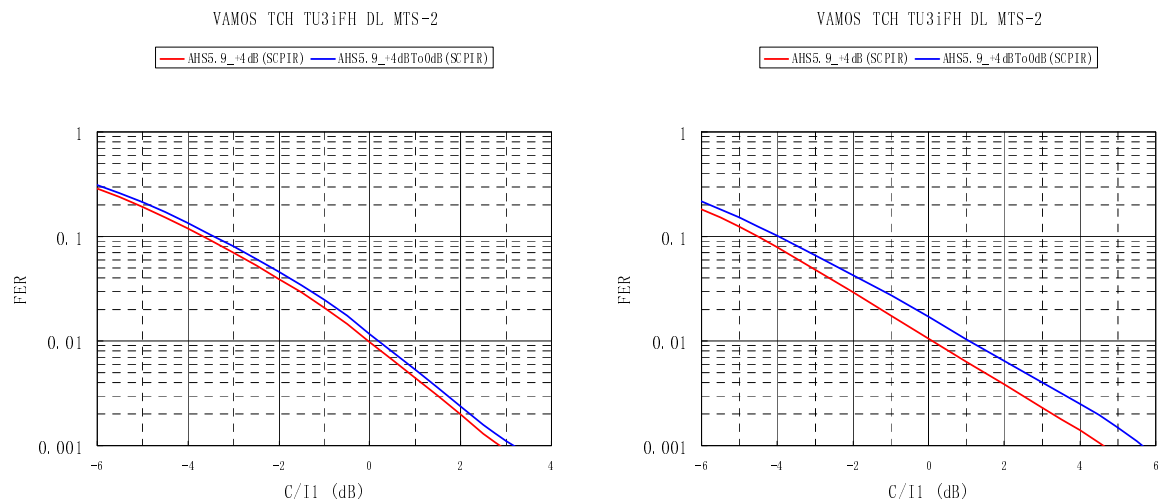 VAMOS TCH TU3iFH DL MTS-2
AHS5.9_+4dB(SCPIR) AHS5.9_+4dBTo0dB(SCPIR)
1
0.1
0.01
0.001
FER
-6 -4 -2 0 2 4
C/I1 (dB)
VAMOS TCH TU3iFH DL MTS-2
AHS5.9_+4dB(SCPIR) AHS5.9_+4dBTo0dB(SCPIR)
1
0.1
0.01
0.001
FER
-6 -4 -2 0 2 4 6
C/I1 (dB)